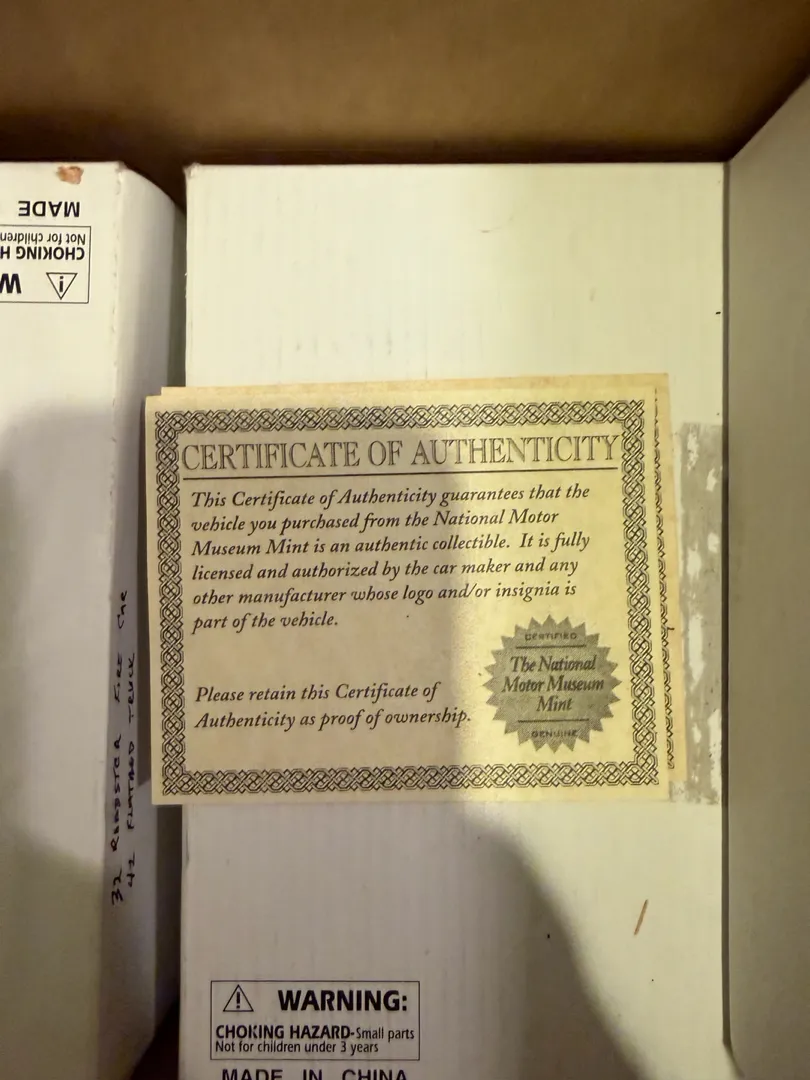 MADE
Not for children
CHOKING H
W
32 ROADSTER FIRE CHE
41 FLATBED TRUCK
CERTIFICATE OF AUTHENTICITY
This Certificate of Authenticity guarantees that the
vehicle you purchased from the National Motor
Museum Mint is an authentic collectible. It is fully
licensed and authorized by the car maker and any
other manufacturer whose logo and/or insignia is
part of the vehicle.
Please retain this Certificate of
Authenticity as proof of ownership.
CERTIFIED
The National
Motor Museum
Mint
GENUINE
WARNING:
CHOKING HAZARD-Small parts
Not for children under 3 years
MADE IN CHINA